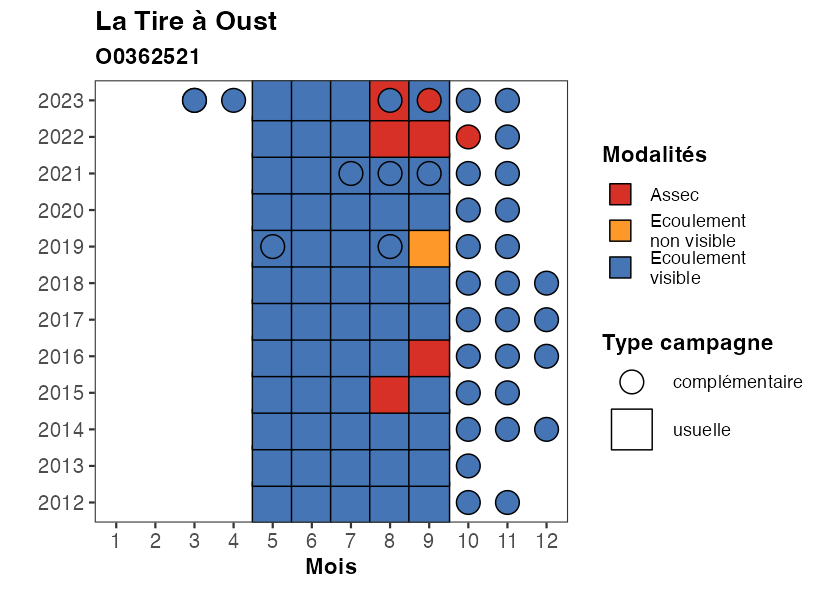 La Tire à Oust
O0362521
2023
2022
2021
2020
2019
2018
2017
2016
2015
2014
2013
2012
1 2 3 4 5 6 7 8 9 10 11 12
Mois
Modalités
Assec
Ecoulement
non visible
Ecoulement
visible
Type campagne
complémentaire
usuelle